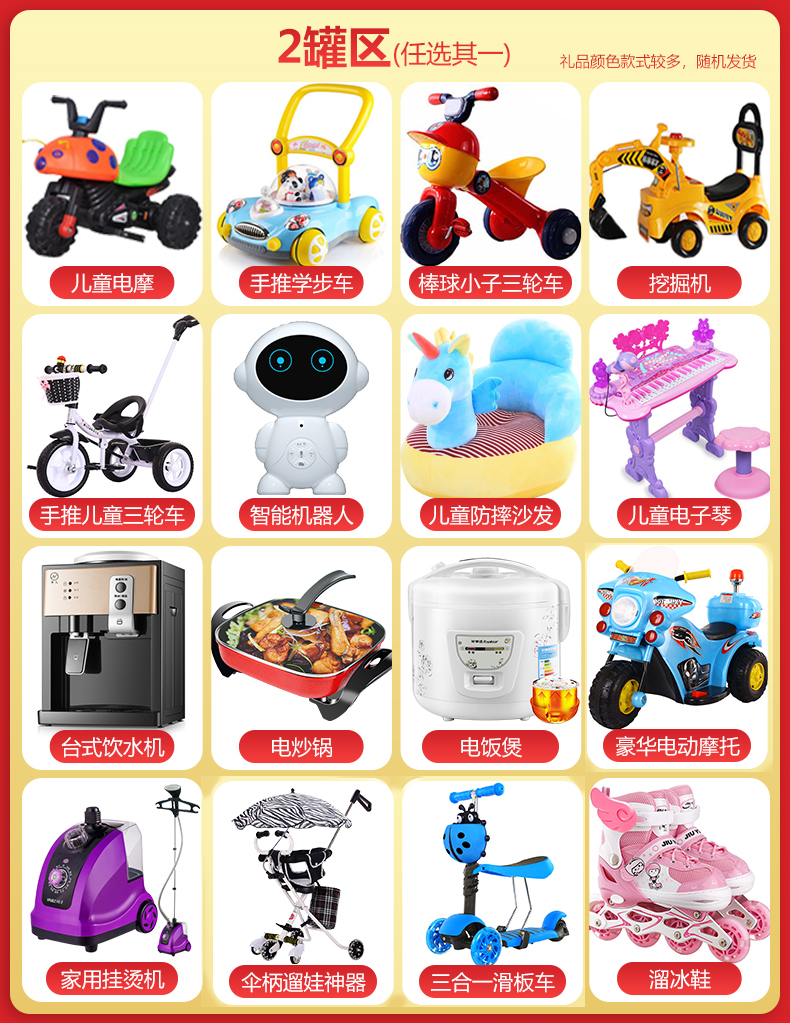 2罐区(任选其一)
礼品颜色款式较多，随机发货
儿童电摩
手推学步车
棒球小子三轮车
挖掘机
手推儿童三轮车
智能机器人
儿童防摔沙发
儿童电子琴
台式饮水机
电炒锅
电饭煲
豪华电动摩托
JIU YU
家用挂烫机
伞柄遛娃神器
三合一滑板车
溜冰鞋